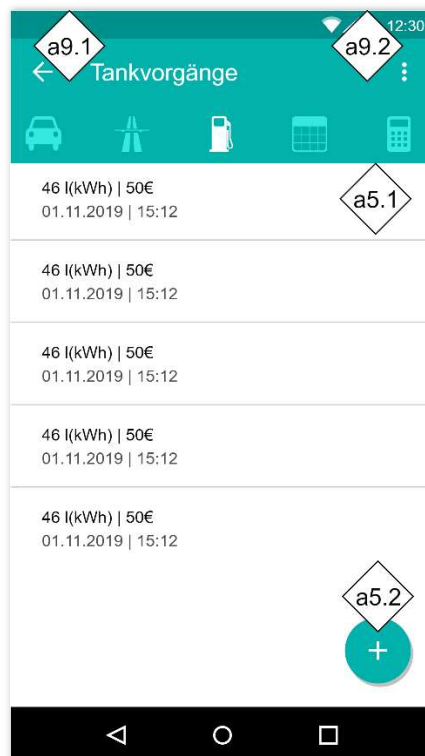 12:30
a9.1
a9.2
Tankvorgänge
46 l(kWh) | 50€
01.11.2019 | 15:12
a5.1
46 l(kWh) | 50€
01.11.2019 | 15:12
46 l(kWh) | 50€
01.11.2019 | 15:12
46 l(kWh) | 50€
01.11.2019 | 15:12
46 l(kWh) | 50€
01.11.2019 | 15:12
a5.2
+